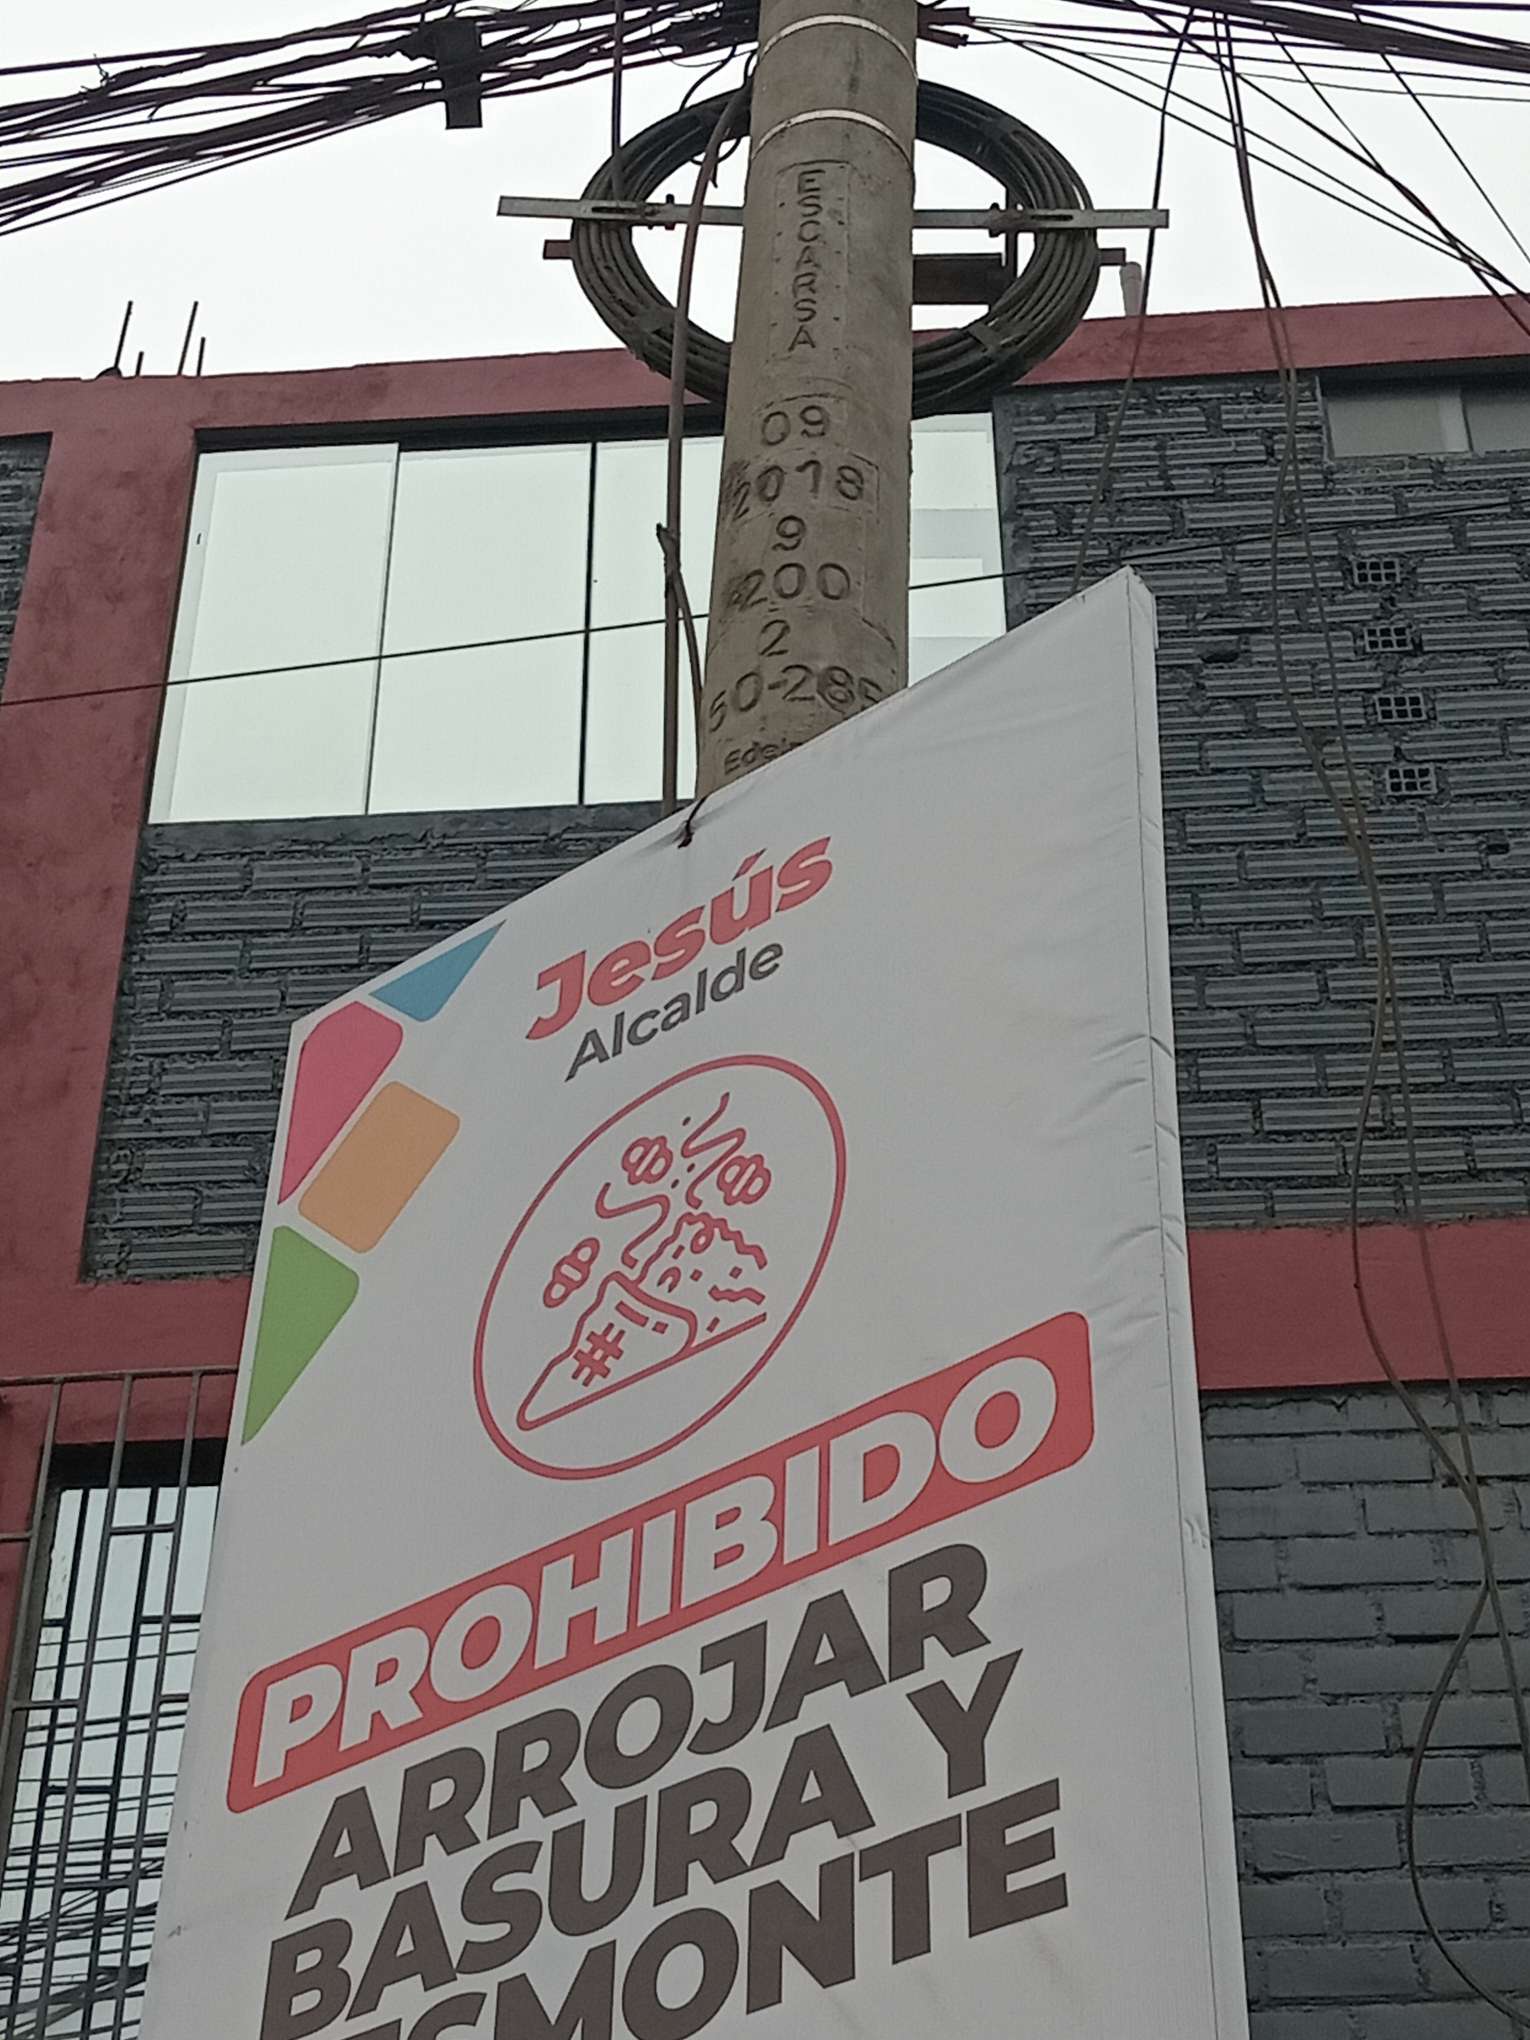 ESCARSA
09
2018
9
200
2
Jesús
Alcalde
PROHIBIDO
ARROJAR
BASURA Y